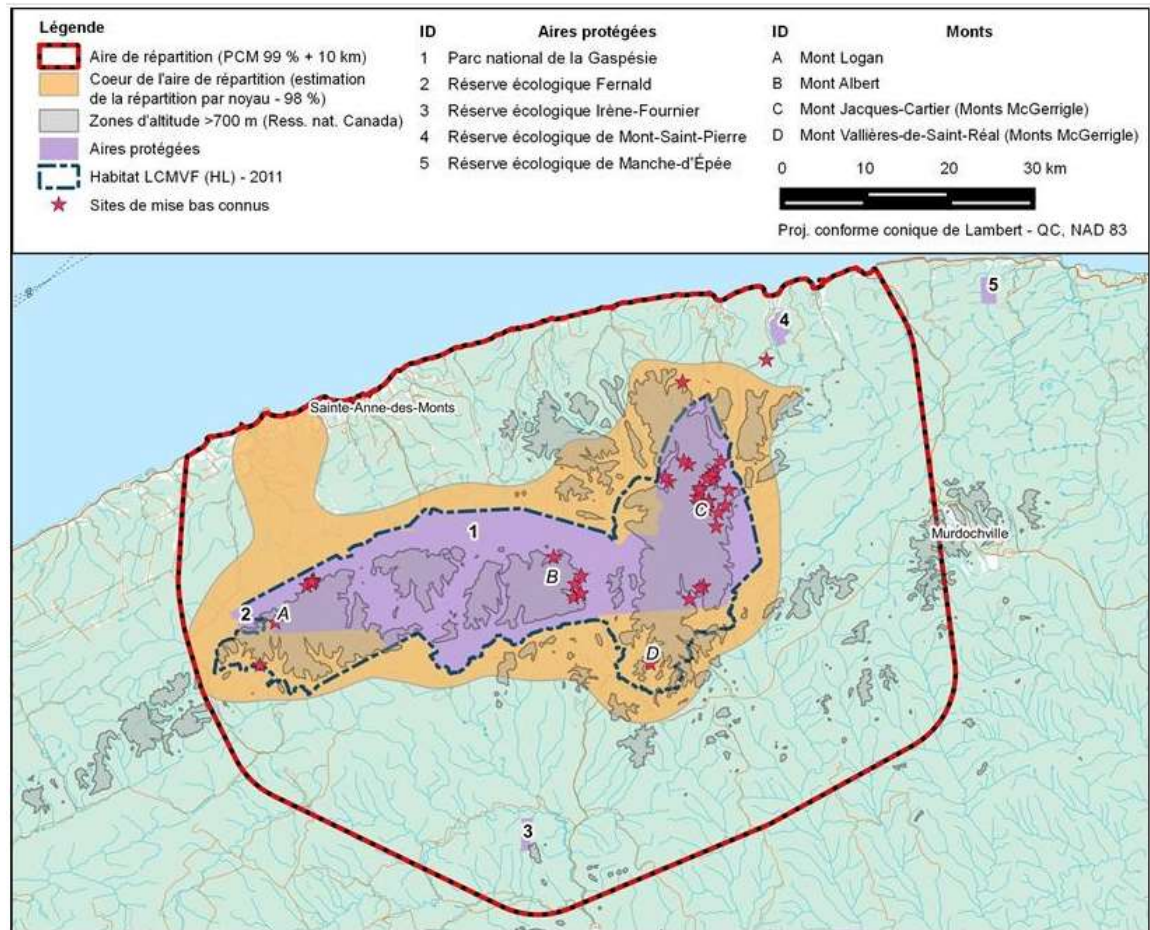 Légende
Aire de répartition (PCM 99 % + 10 km)
Coeur de l'aire de répartition (estimation
de la répartition par noyau - 98 %)
Zones d'altitude >700 m (Ress. nat. Canada)
Aires protégées
Habitat LCMVF (HL) - 2011
Sites de mise bas connus
ID Aires protégées
1 Parc national de la Gaspésie
2 Réserve écologique Fernald
3 Réserve écologique Irène-Fournier
4 Réserve écologique de Mont-Saint-Pierre
5 Réserve écologique de Manche-d'Épée
ID Monts
A Mont Logan
B Mont Albert
C Mont Jacques-Cartier (Monts McGerrigle)
D Mont Vallières-de-Saint-Réal (Monts McGerrigle)
0 10 20 30 km
Proj. conforme conique de Lambert - QC, NAD 83
5
4
Sainte-Anne-des-Monts
C
1
Murdochville
B
2
A
D
3